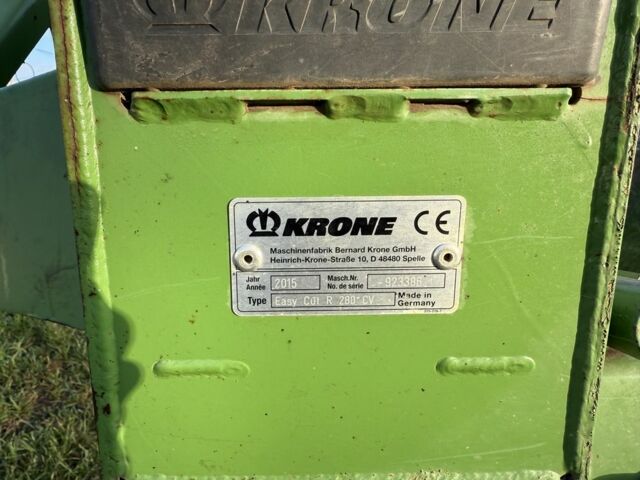 KRONE
KRONE CE
Maschinenfabrik Bernard Krone GmbH
Heinrich-Krone-Straße 10, D 48480 Spelle
Jahr Année 2015 Masch.Nr. No. de série
Type Easy Cut R 280 CV Made in Germany